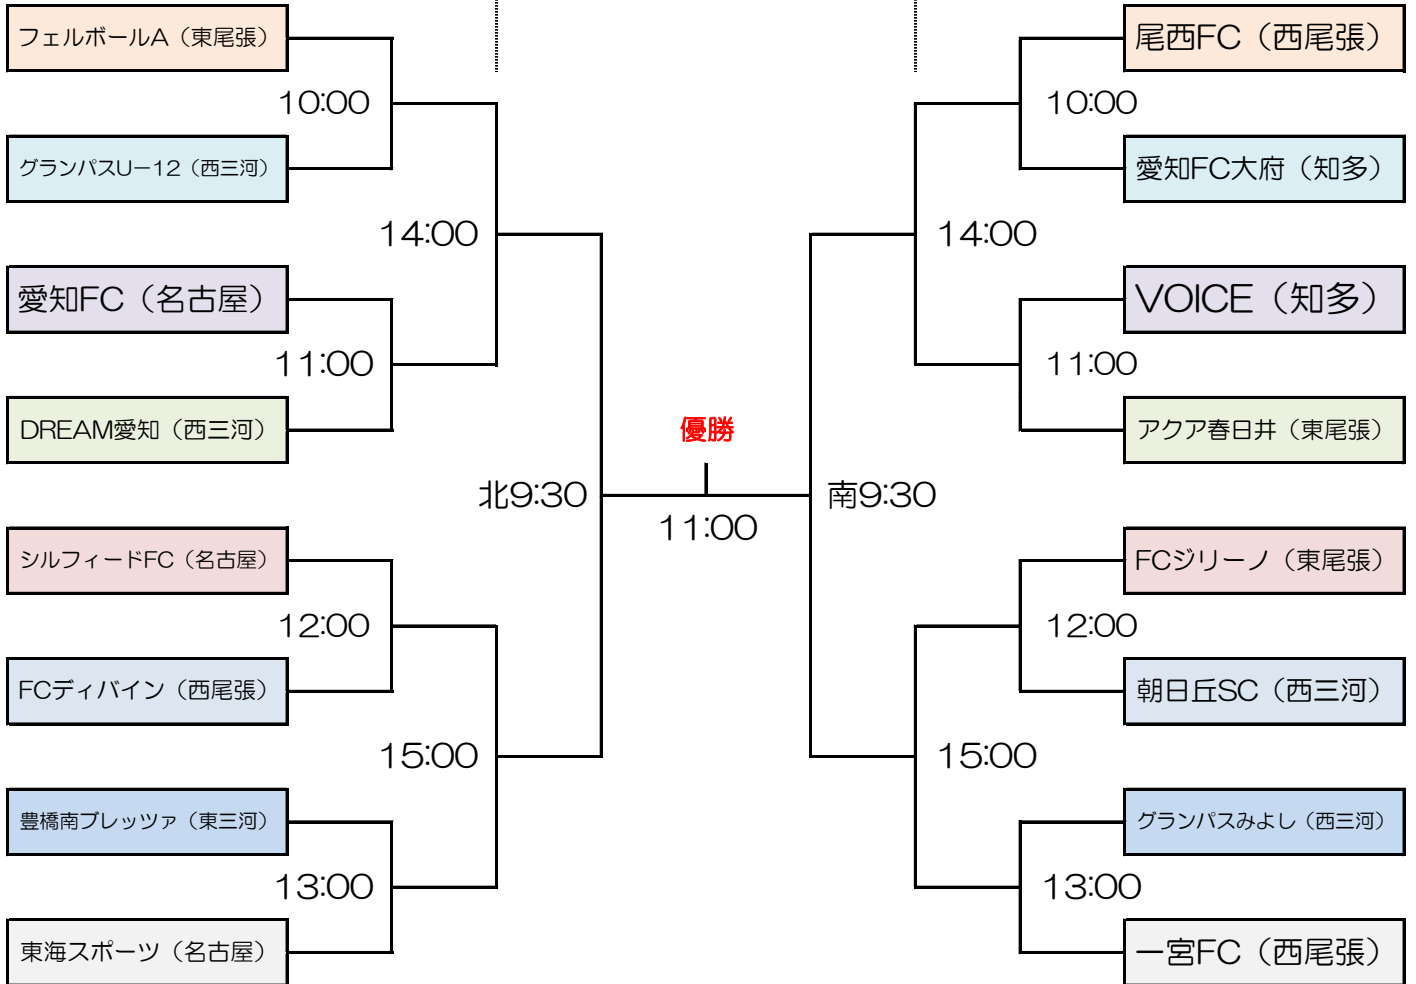 フェルボールA（東尾張）
10:00
グランパスU－12（西三河）
14:00
愛知FC（名古屋）
11:00
DREAM愛知（西三河）
北9:30
シルフィードFC（名古屋）
12:00
FCディバイン（西尾張）
15:00
豊橋南ブレッツァ（東三河）
13:00
東海スポーツ（名古屋）
優勝
11:00
尾西FC（西尾張）
10:00
愛知FC大府（知多）
14:00
VOICE（知多）
11:00
アクア春日井（東尾張）
南9:30
FCジリーノ（東尾張）
12:00
朝日丘SC（西三河）
15:00
グランパスみよし（西三河）
13:00
一宮FC（西尾張）